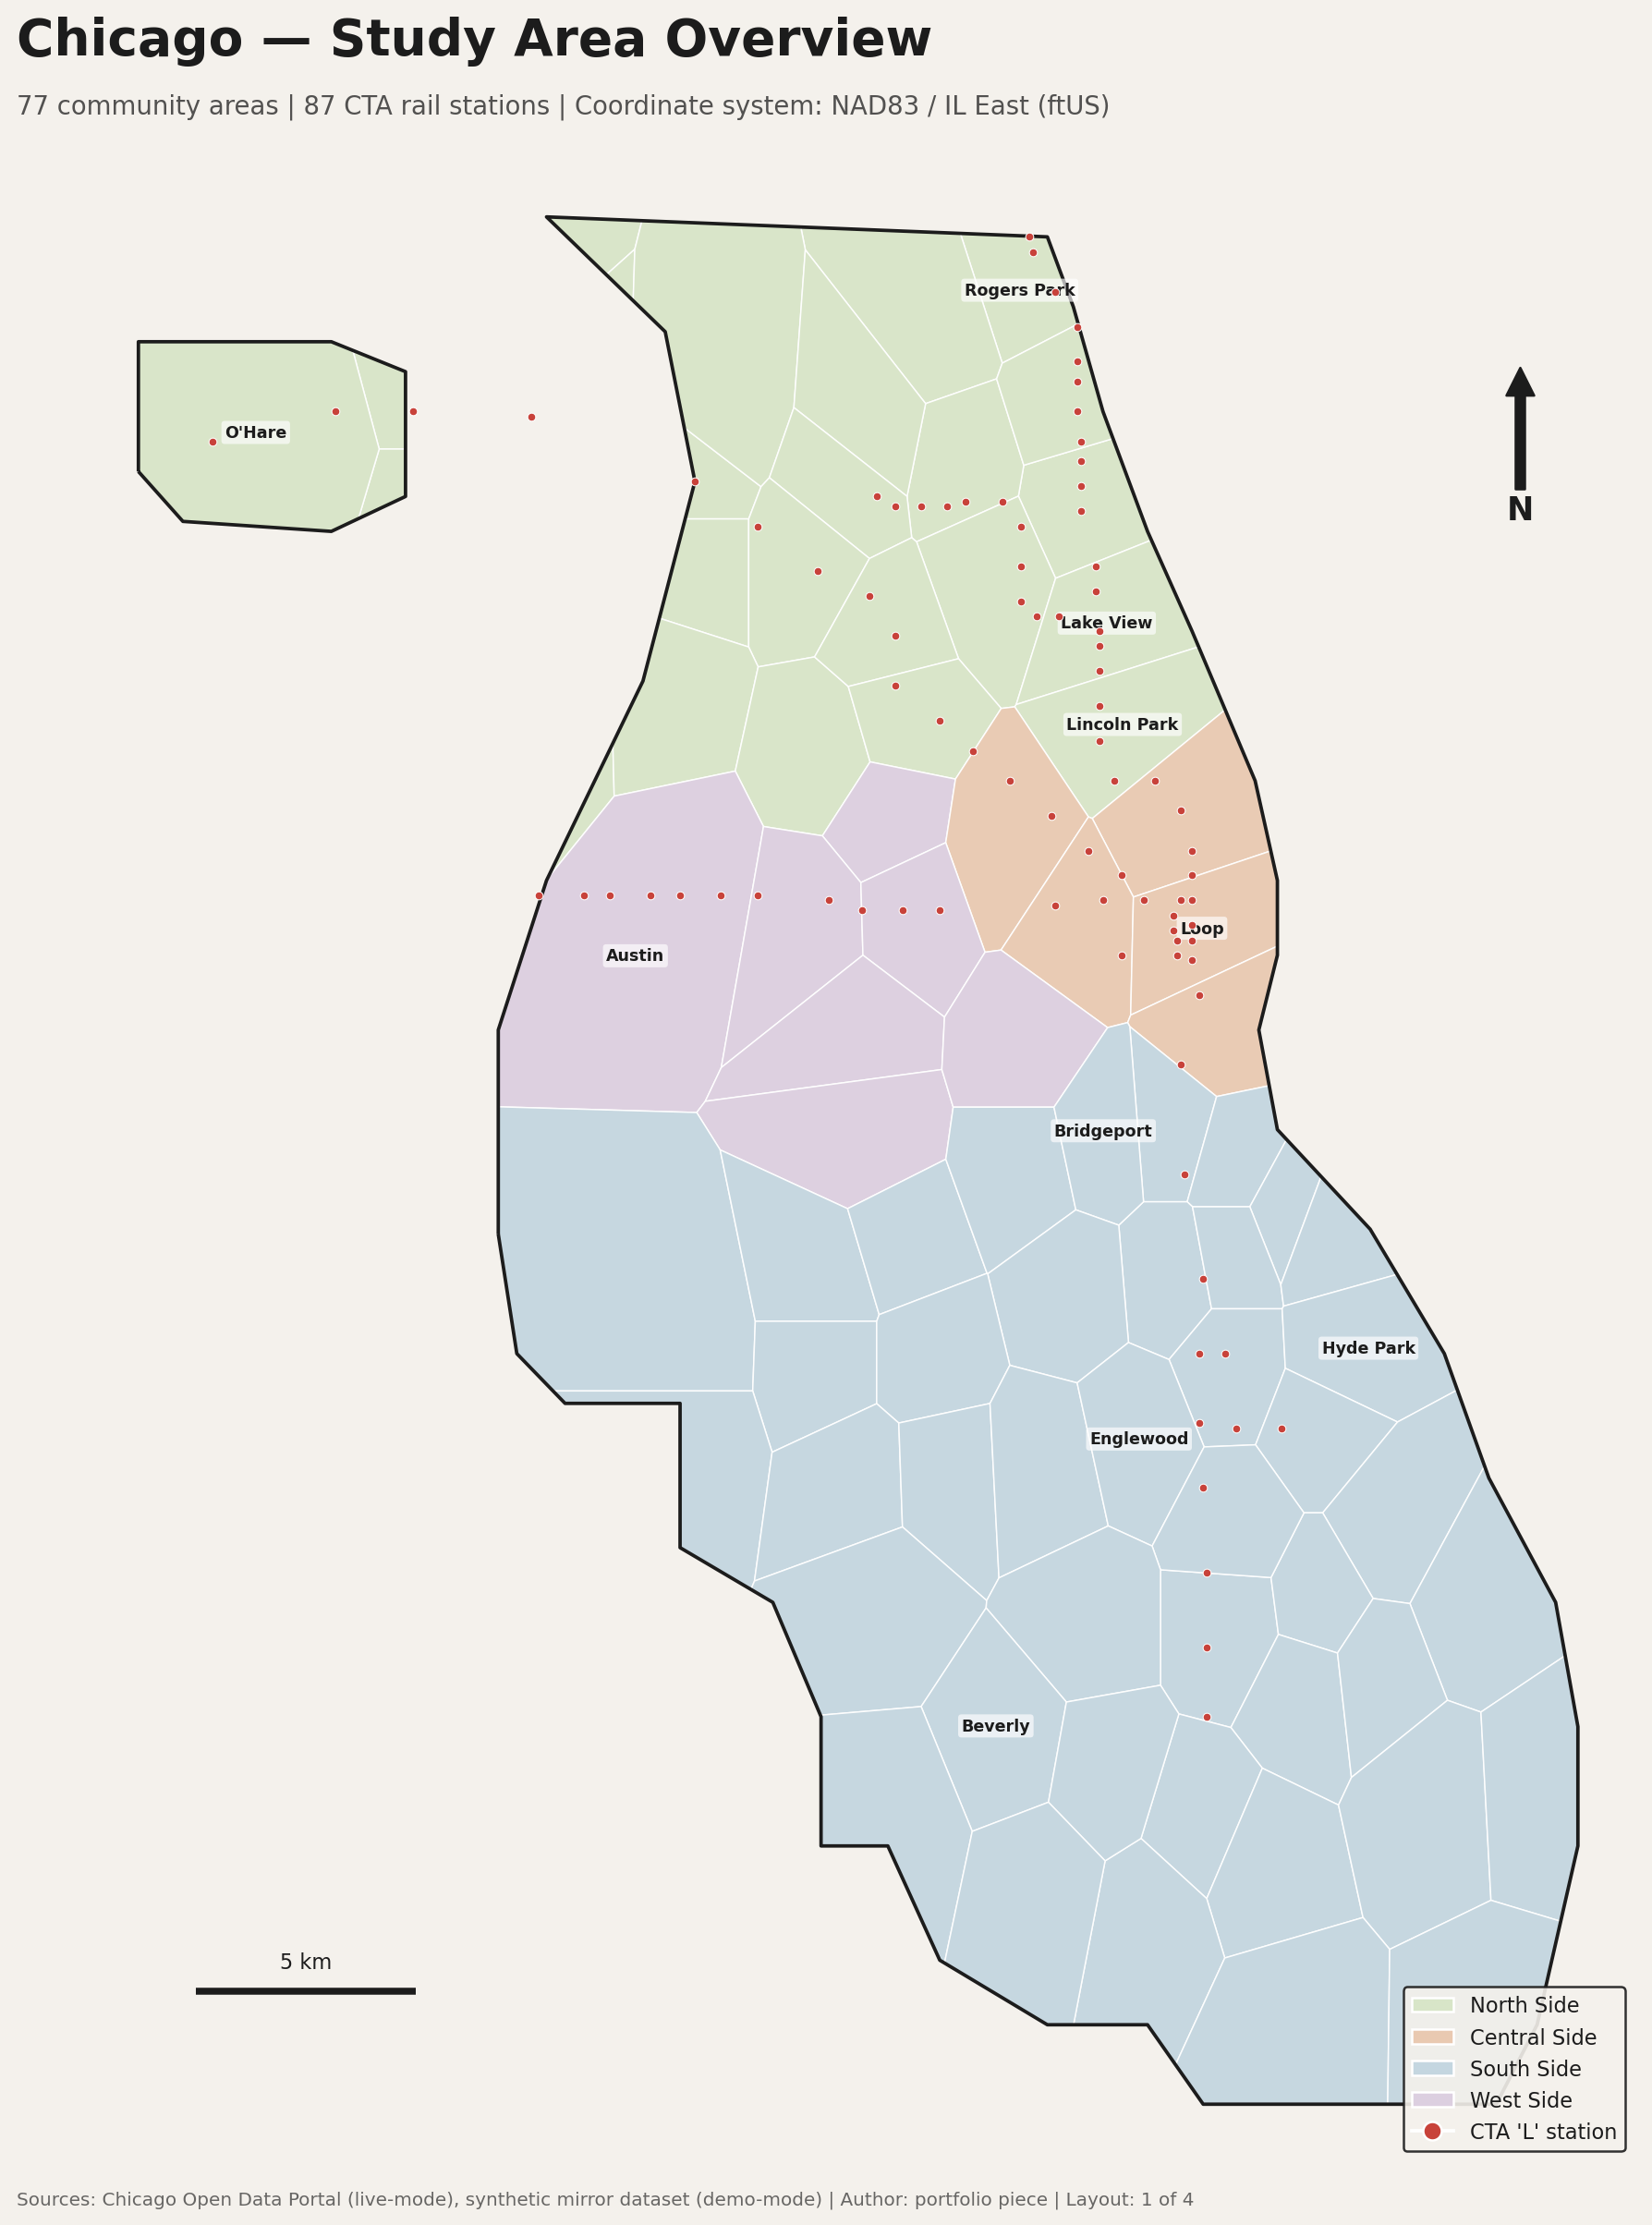 Chicago — Study Area Overview
77 community areas | 87 CTA rail stations | Coordinate system: NAD83 / IL East (ftUS)
Rogers Park
O'Hare
N
Lake View
Lincoln Park
Loop
Austin
Bridgeport
Hyde Park
Englewood
Beverly
5 km
North Side
Central Side
South Side
West Side
CTA 'L' station
Sources: Chicago Open Data Portal (live-mode), synthetic mirror dataset (demo-mode) | Author: portfolio piece | Layout: 1 of 4